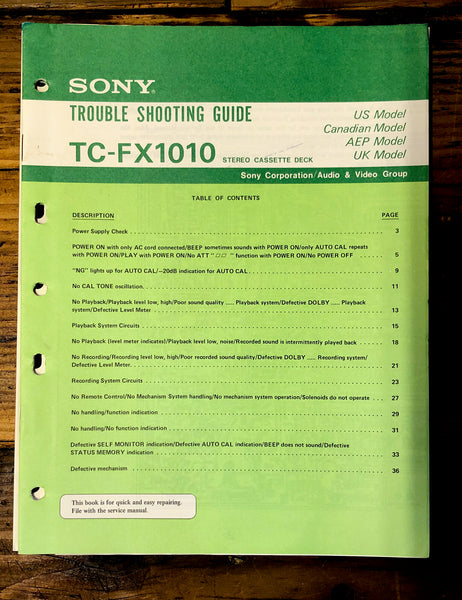 SONY®
TROUBLE SHOOTING GUIDE
US Model
Canadian Model
AEP Model
UK Model
TC-FX1010 STEREO CASSETTE DECK
Sony Corporation/Audio & Video Group
TABLE OF CONTENTS
DESCRIPTION PAGE
Power Supply Check 3
POWER ON with only AC cord connected/BEEP sometimes sounds with POWER ON/only AUTO CAL repeats
with POWER ON/PLAY with POWER ON/No ATT "▱▱" function with POWER ON/No POWER OFF 5
"NG" lights up for AUTO CAL/−20dB indication for AUTO CAL 9
No CAL TONE oscillation. 11
No Playback/Playback level low, high/Poor sound quality ..... Playback system/Defective DOLBY ..... Playback
system/Defective Level Meter 13
Playback System Circuits 15
No Playback (level meter indicates)/Playback level low, noise/Recorded sound is intermittently played back 18
No Recording/Recording level low, high/Poor recorded sound quality/Defective DOLBY ..... Recording system/
Defective Level Meter 21
Recording System Circuits 23
No Remote Control/No Mechanism System handling/No mechanism system operation/Solenoids do not operate 27
No handling/function indication 29
No handling/No function indication 31
Defective SELF MONITOR indication/Defective AUTO CAL indication/BEEP does not sound/Defective
STATUS MEMORY indication 33
Defective mechanism 36
This book is for quick and easy repairing.
File with the service manual.